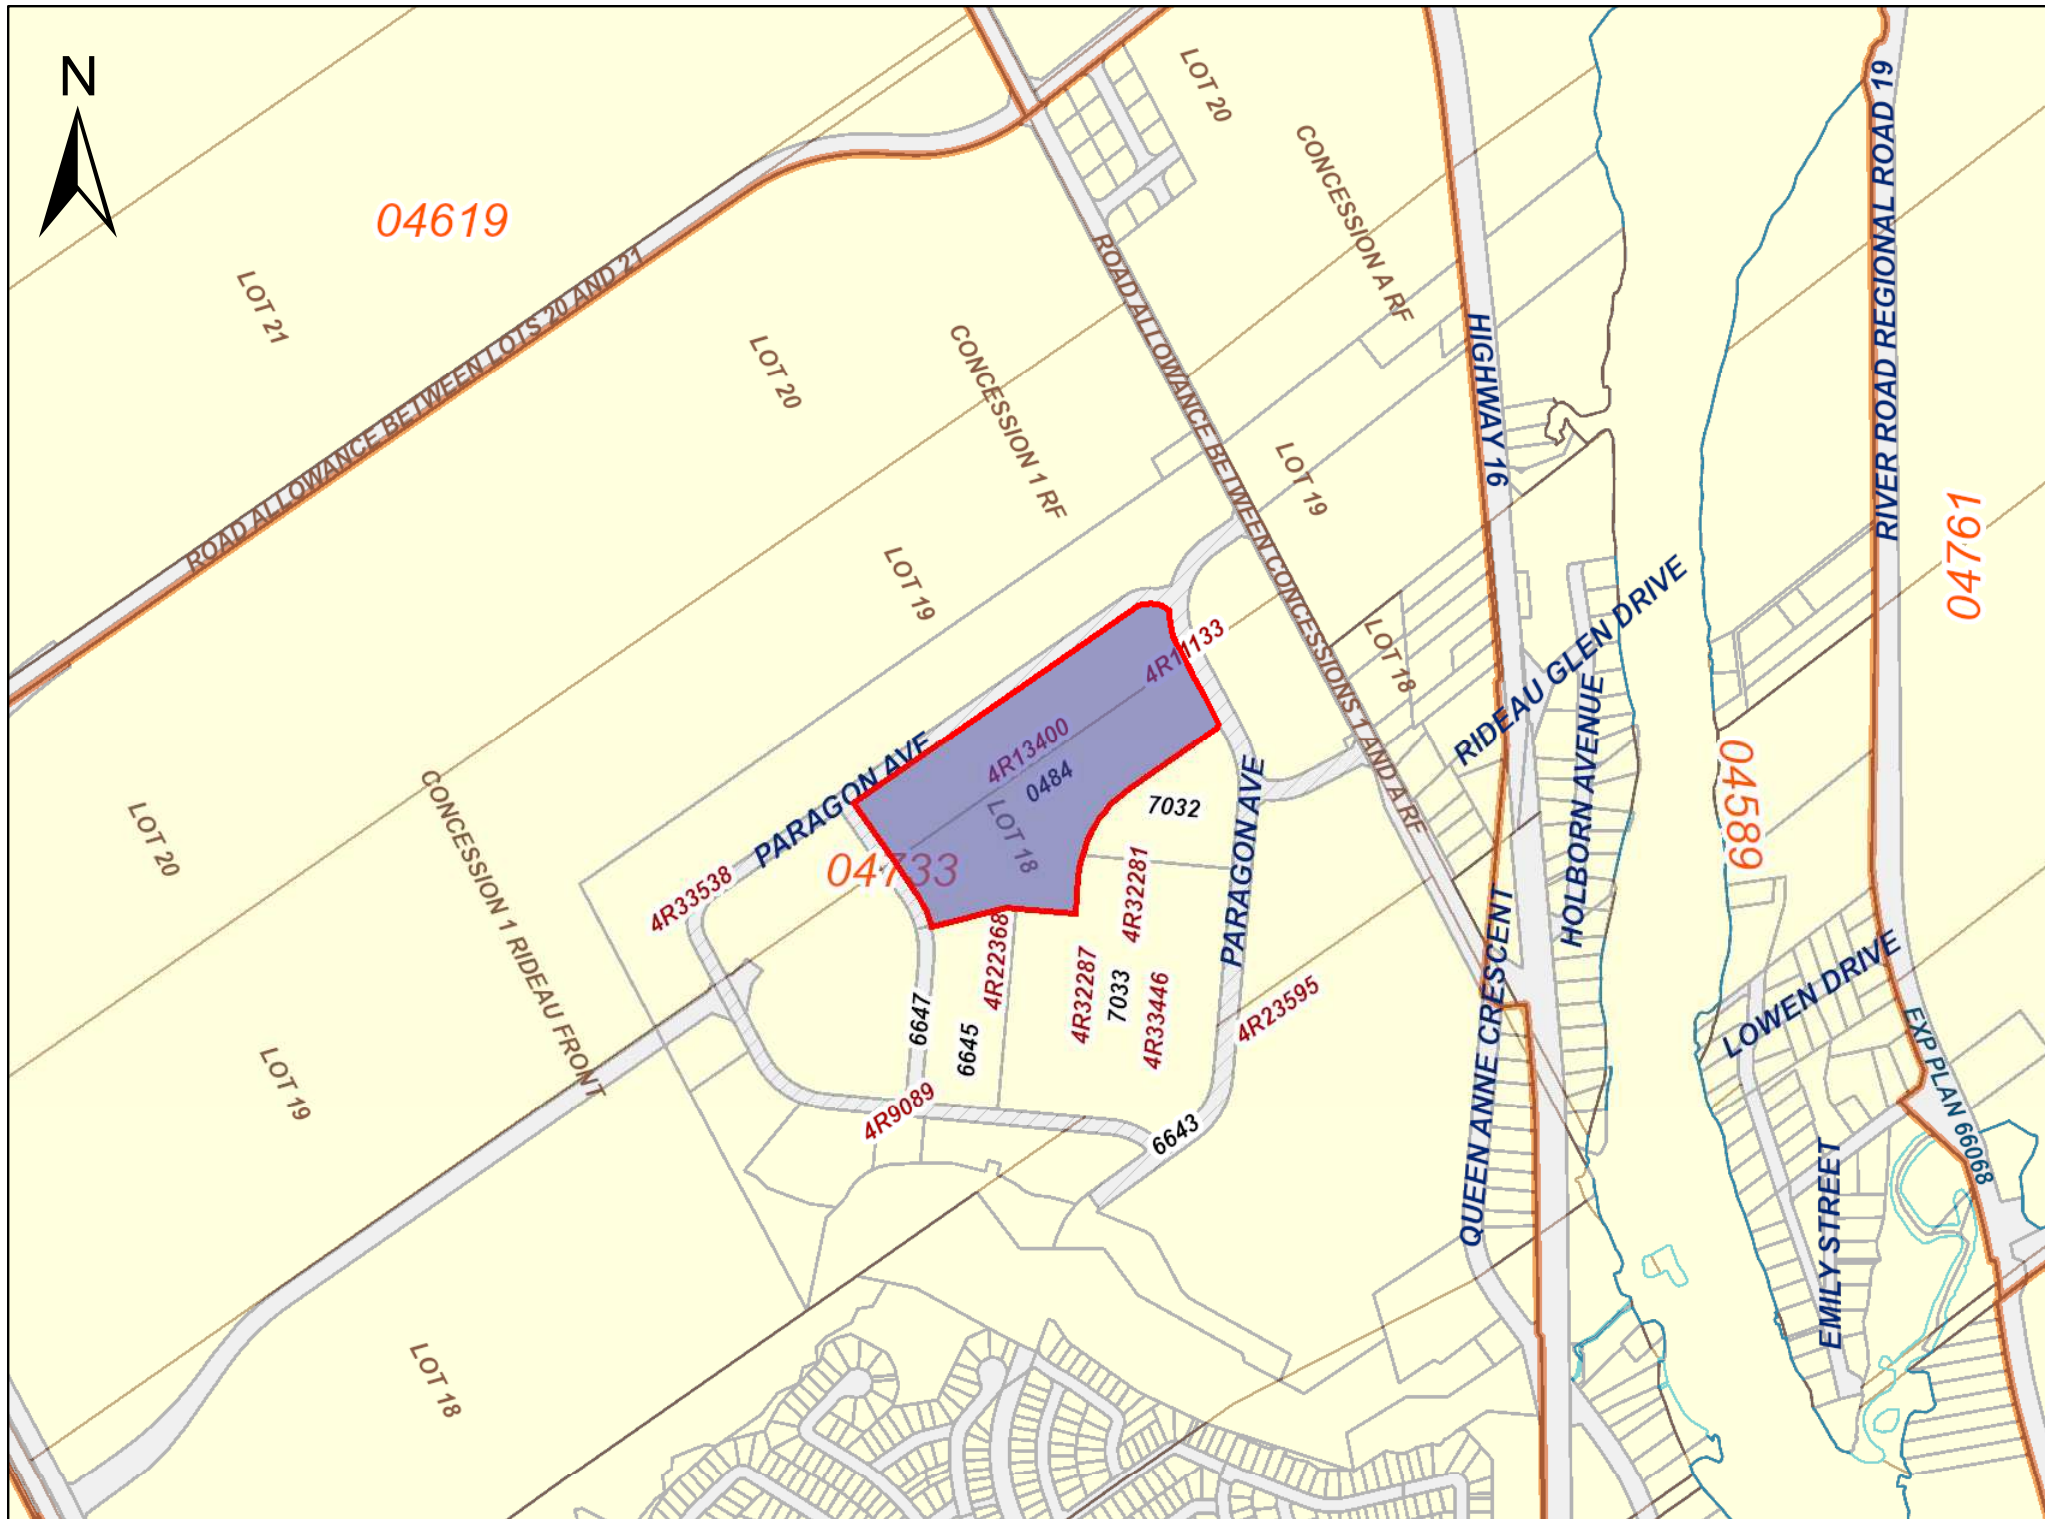 N
LOT 20
RIVER ROAD REGIONAL ROAD 19
CONCESSION A RF
04619
ROAD ALLOWANCE BETWEEN LOTS 20 AND 21
ROAD ALLOWANCE BETWEEN CONCESSIONS 1 AND A RF
LOT 21
LOT 20
CONCESSION 1 RF
HIGHWAY 16
LOT 19
04761
LOT 19
RIDEAU GLEN DRIVE
LOT 18
4R11133
HOLBORN AVENUE
4R13400
0484
PARAGON AVE
04589
CONCESSION 1 RIDEAU FRONT
LOT 20
7032
PARAGON AVE
LOT 18
04733
4R33538
4R32281
QUEEN ANNE CRESCENT
4R22368
LOWEN DRIVE
4R32287
7033
4R33446
4R23595
6647
6645
EXP PLAN 66068
LOT 19
4R9089
6643
EMILY STREET
LOT 18